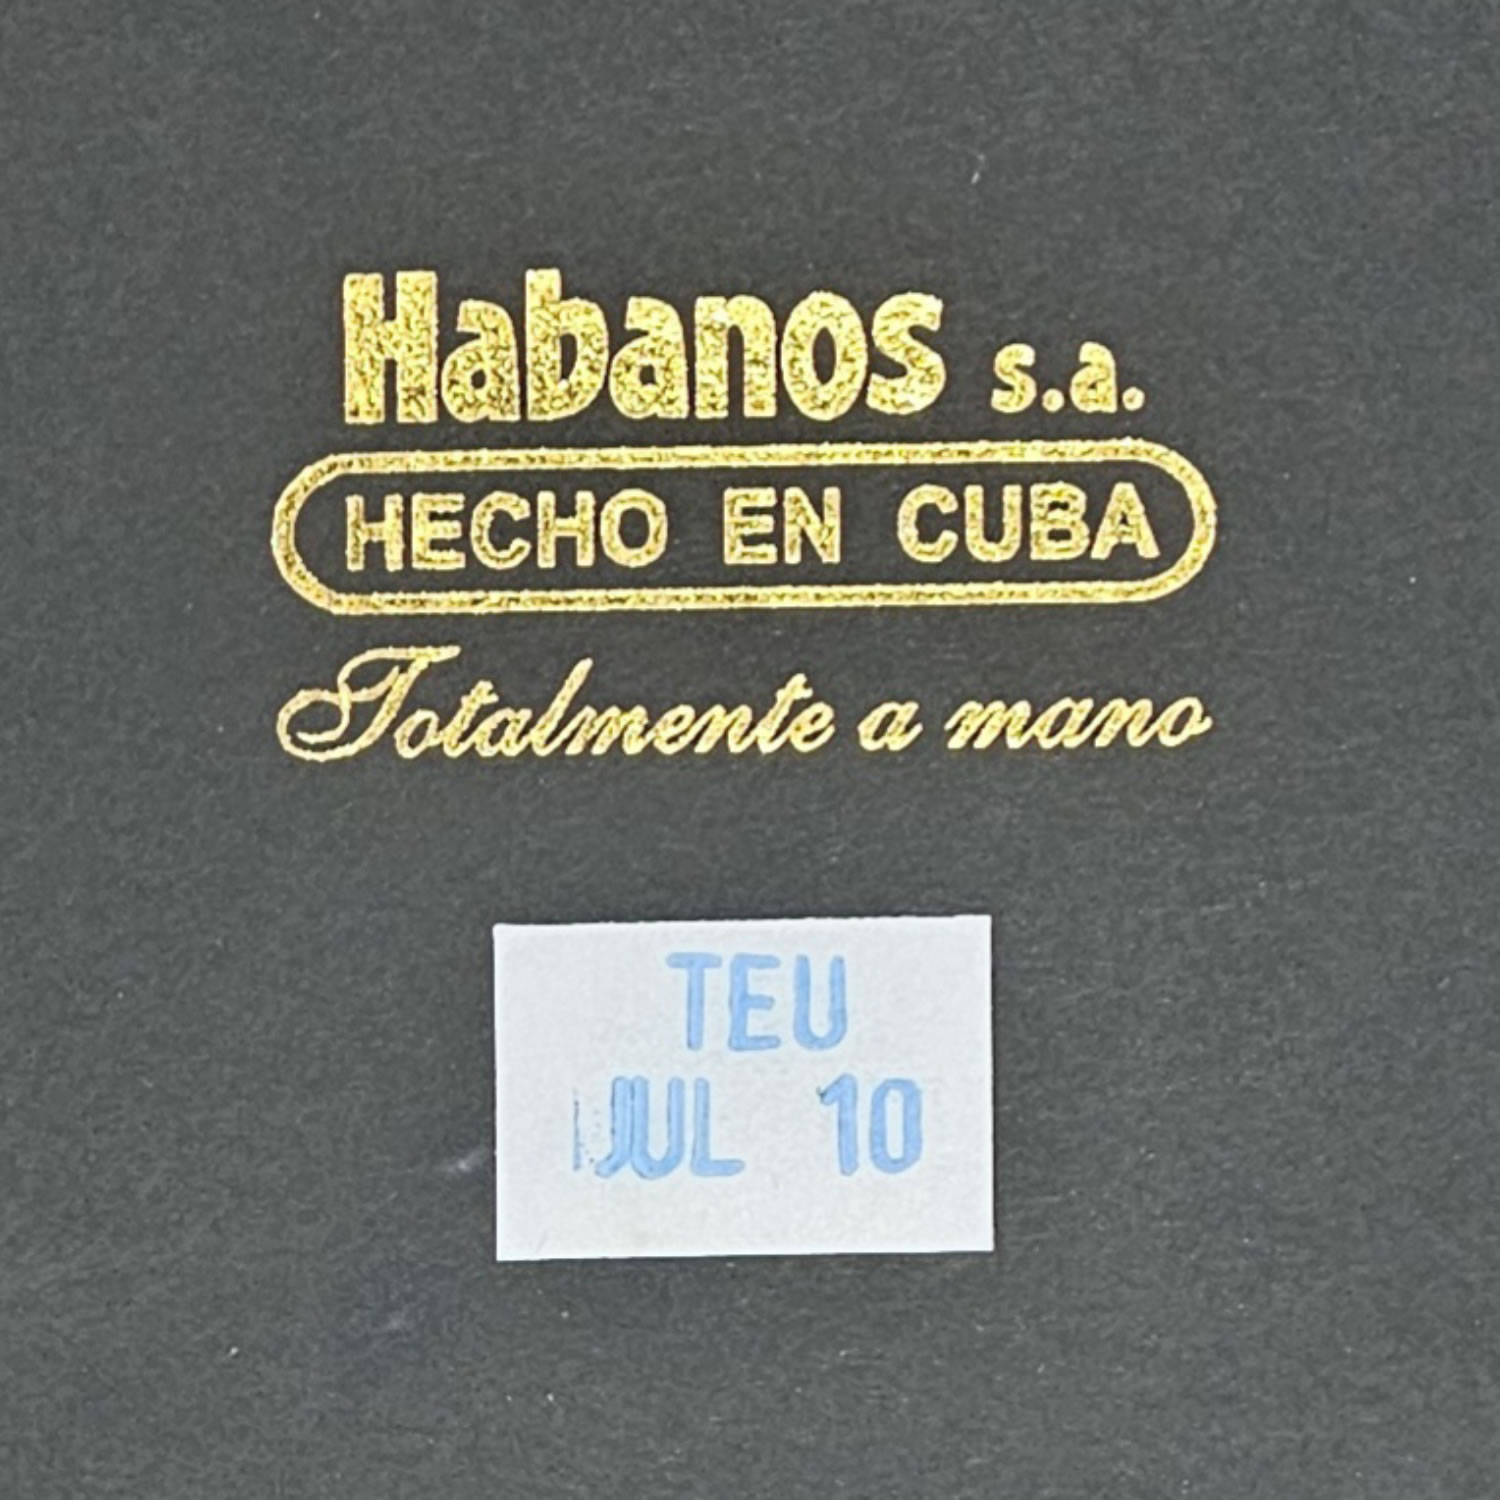 Habanos s.a.
HECHO EN CUBA
Totalmente a mano
TEU
JUL 10